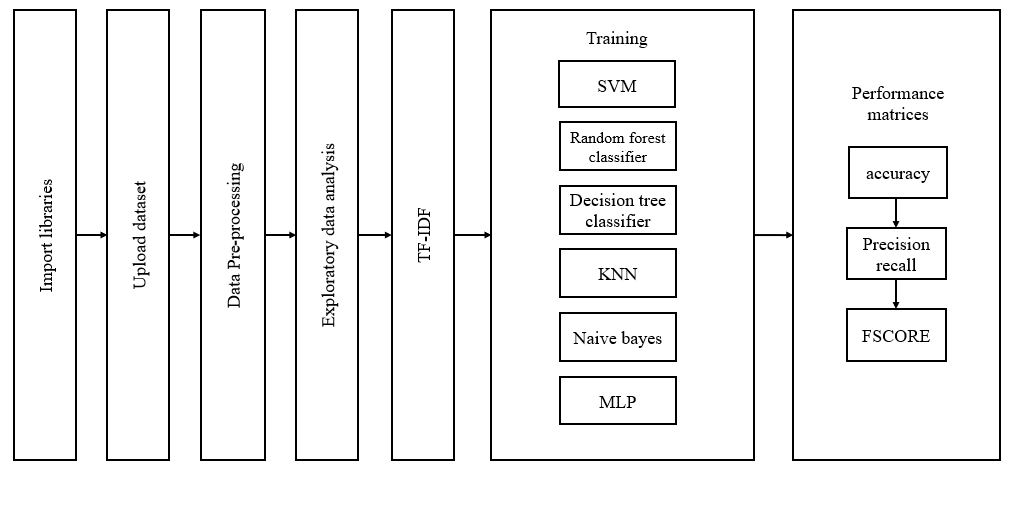 Import libraries
Upload dataset
Data Pre-processing
Exploratory data analysis
TF-IDF
Training
SVM
Random forest
classifier
Decision tree
classifier
KNN
Naive bayes
MLP
Performance
matrices
accuracy
Precision
recall
FSCORE